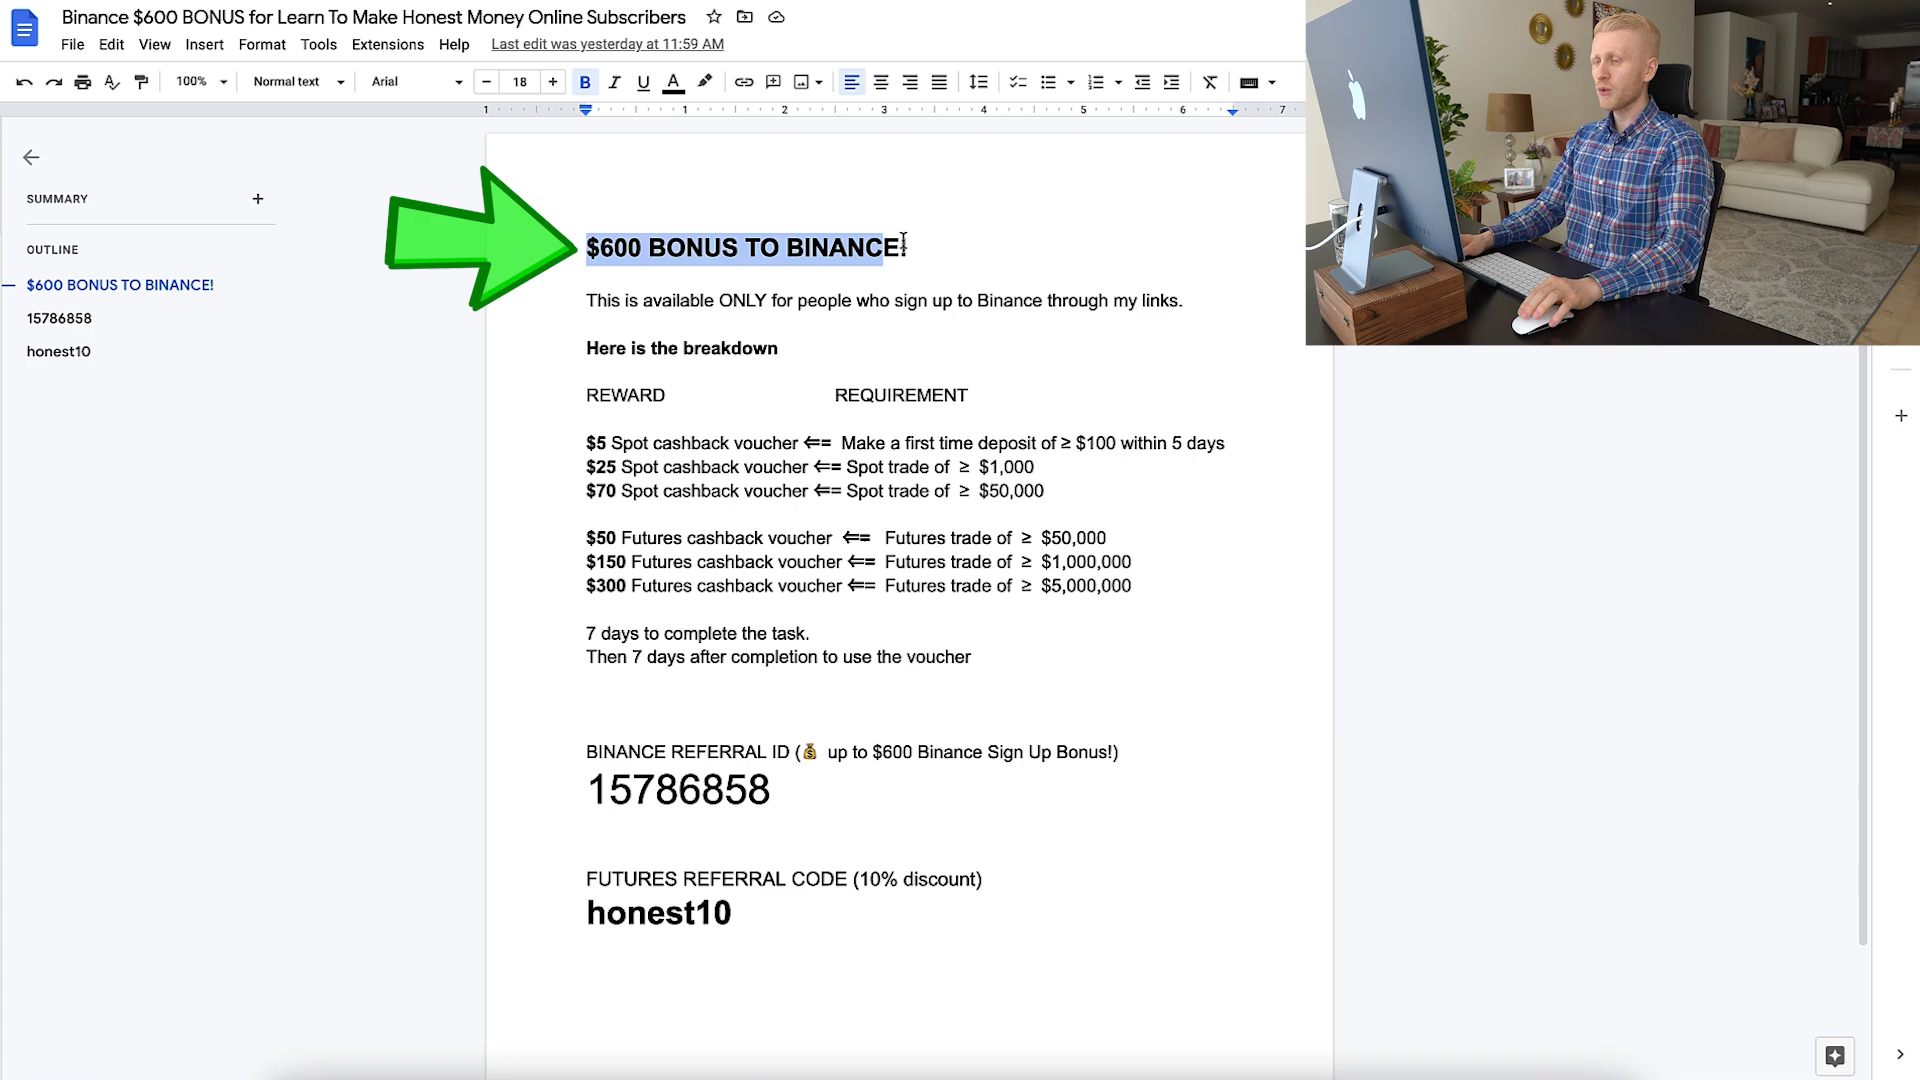 Binance $600 BONUS for Learn To Make Honest Money Online Subscribers
File Edit View Insert Format Tools Extensions Help Last edit was yesterday at 11:59 AM
100% Normal text Arial 18 B I U A
1 1 2 3 4 5 6 7
SUMMARY
OUTLINE
$600 BONUS TO BINANCE!
15786858
honest10
$600 BONUS TO BINANCE!
This is available ONLY for people who sign up to Binance through my links.
Here is the breakdown
REWARD REQUIREMENT
$5 Spot cashback voucher ⇐= Make a first time deposit of ≥ $100 within 5 days
$25 Spot cashback voucher ⇐= Spot trade of ≥ $1,000
$70 Spot cashback voucher ⇐= Spot trade of ≥ $50,000
$50 Futures cashback voucher ⇐= Futures trade of ≥ $50,000
$150 Futures cashback voucher ⇐= Futures trade of ≥ $1,000,000
$300 Futures cashback voucher ⇐= Futures trade of ≥ $5,000,000
7 days to complete the task.
Then 7 days after completion to use the voucher
BINANCE REFERRAL ID (💰 up to $600 Binance Sign Up Bonus!)
15786858
FUTURES REFERRAL CODE (10% discount)
honest10